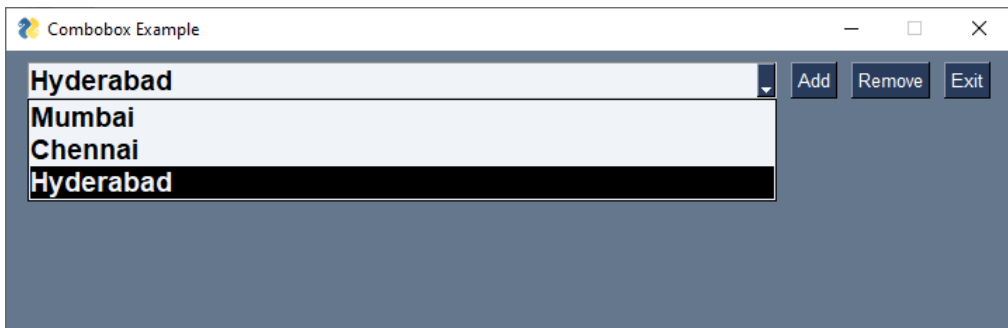 Combobox Example
Hyderabad Add Remove Exit
Mumbai
Chennai
Hyderabad